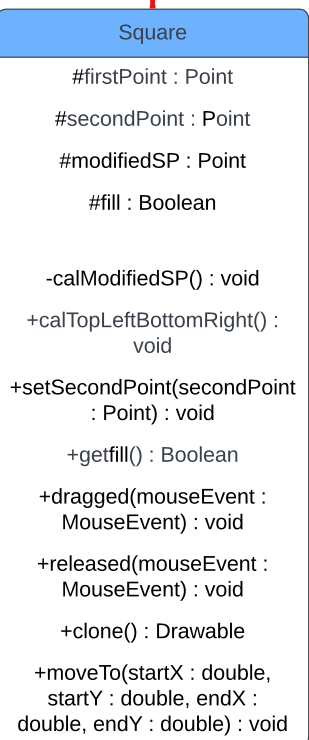 Square
#firstPoint : Point
#secondPoint : Point
#modifiedSP : Point
#fill : Boolean
-calModifiedSP() : void
+calTopLeftBottomRight() :
void
+setSecondPoint(secondPoint
: Point) : void
+getfill() : Boolean
+dragged(mouseEvent :
MouseEvent) : void
+released(mouseEvent :
MouseEvent) : void
+clone() : Drawable
+moveTo(startX : double,
startY : double, endX :
double, endY : double) : void